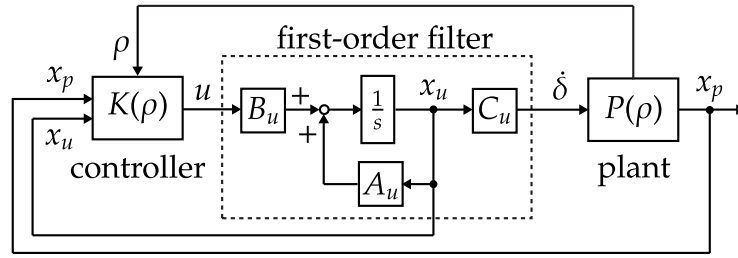 first-order filter
ρ
x_p
K(ρ)
x_u
controller
u
B_u
+
+
1/s
x_u
A_u
C_u
δ̇
P(ρ)
plant
x_p